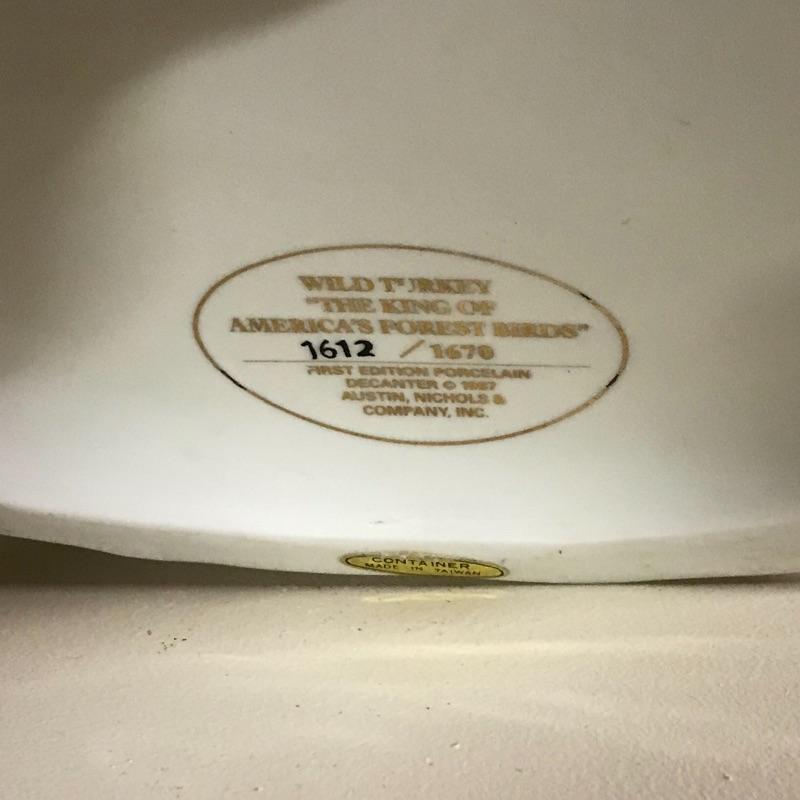 WILD TURKEY
"THE KING OF
AMERICA'S FOREST BIRDS"
1612 / 1670
FIRST EDITION PORCELAIN
DECANTER © 1987
AUSTIN, NICHOLS &
COMPANY, INC.
CONTAINER
MADE IN TAIWAN